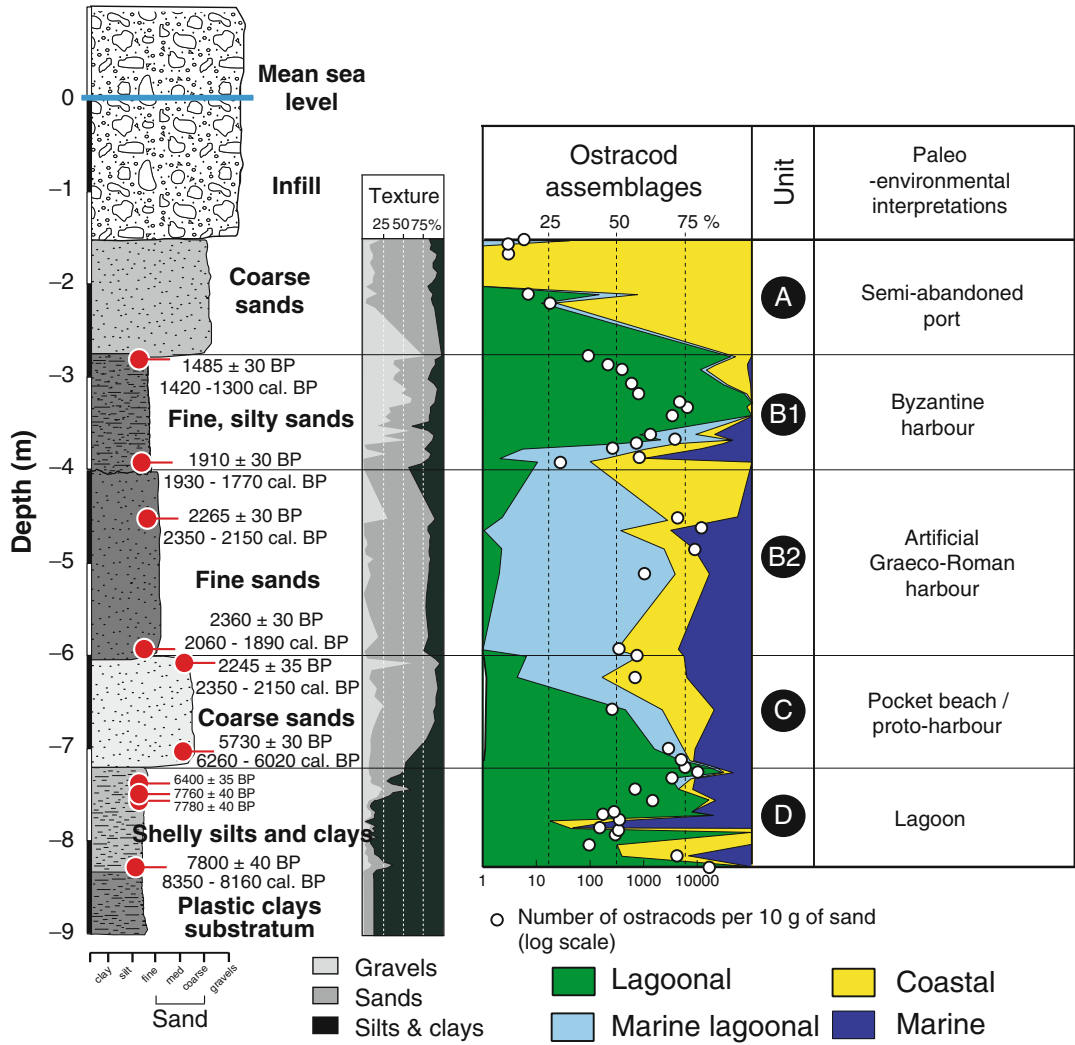 Mean sea
level
0
Infill
–1
–2
–3
–4
–5
–6
–7
–8
–9
Depth (m)
Coarse
sands
1485 ± 30 BP
1420 -1300 cal. BP
Fine, silty sands
1910 ± 30 BP
1930 - 1770 cal. BP
2265 ± 30 BP
2350 - 2150 cal. BP
Fine sands
2360 ± 30 BP
2060 - 1890 cal. BP
2245 ± 35 BP
2350 - 2150 cal. BP
Coarse sands
5730 ± 30 BP
6260 - 6020 cal. BP
6400 ± 35 BP
7760 ± 40 BP
7780 ± 40 BP
Shelly silts and clays
7800 ± 40 BP
8350 - 8160 cal. BP
Plastic clays
substratum
clay silt fine med coarse gravels
Sand
Texture
25 50 75%
Gravels
Sands
Silts & clays
Ostracod
assemblages
25 50 75 %
Unit
Paleo
-environmental
interpretations
A
Semi-abandoned
port
B1
Byzantine
harbour
B2
Artificial
Graeco-Roman
harbour
C
Pocket beach /
proto-harbour
D
Lagoon
1 10 100 1000 10000
Number of ostracods per 10 g of sand
(log scale)
Lagoonal
Coastal
Marine lagoonal
Marine